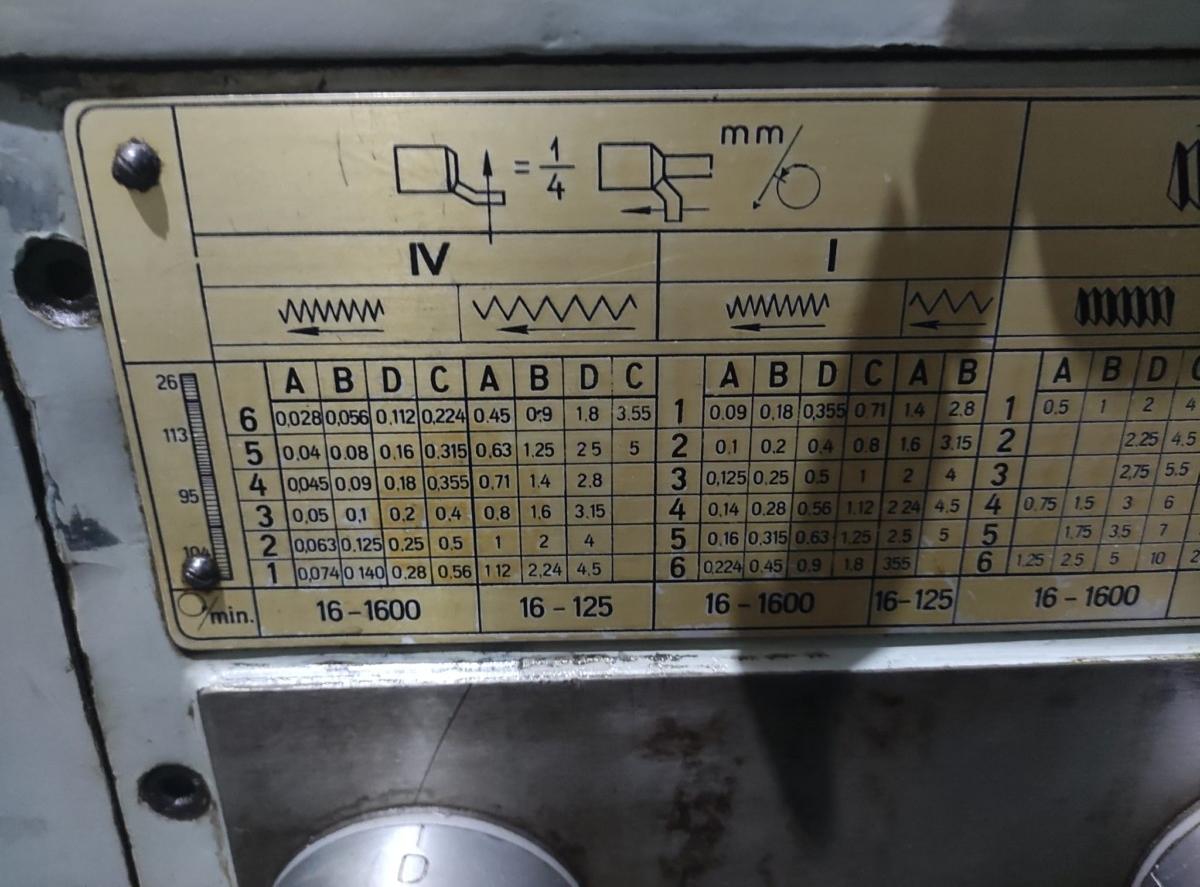 = 1/4 mm
IV I
A B D C A B D C A B D C A B A B D C
26
6 0,028 0,056 0,112 0,224 0.45 0,9 1.8 3.55 1 0.09 0,18 0,355 0.71 1.4 2.8 1 0.5 1 2 4
113
5 0,04 0.08 0,16 0,315 0,63 1,25 2 5 5 2 0.1 0.2 0.4 0.8 1.6 3.15 2 2.25 4.5
4 0,045 0.09 0,18 0,355 0,71 1.4 2.8 3 0,125 0,25 0.5 1 2 4 3 2,75 5.5
95
3 0,05 0,1 0,2 0,4 0,8 1,6 3.15 4 0.14 0.28 0.56 1.12 2 24 4,5 4 0.75 1.5 3 6
2 0,063 0,125 0.25 0.5 1 2 4 5 0.16 0,315 0,63 1.25 2.5 5 5 1,75 3.5 7
104
1 0,074 0 140 0,28 0,56 1 12 2,24 4.5 6 0,224 0.45 0.9 1.8 355 6 1.25 2.5 5 10 2
/min. 16-1600 16-125 16-1600 16-125 16-1600
D